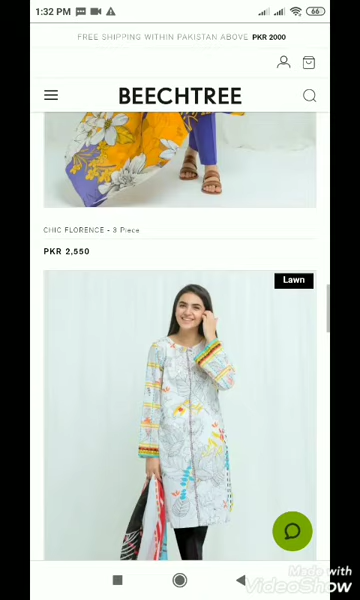 1:32 PM
66
FREE SHIPPING WITHIN PAKISTAN ABOVE PKR 2000
BEECHTREE
CHIC FLORENCE - 3 Piece
PKR 2,550
Lawn
Made with
VideoShow